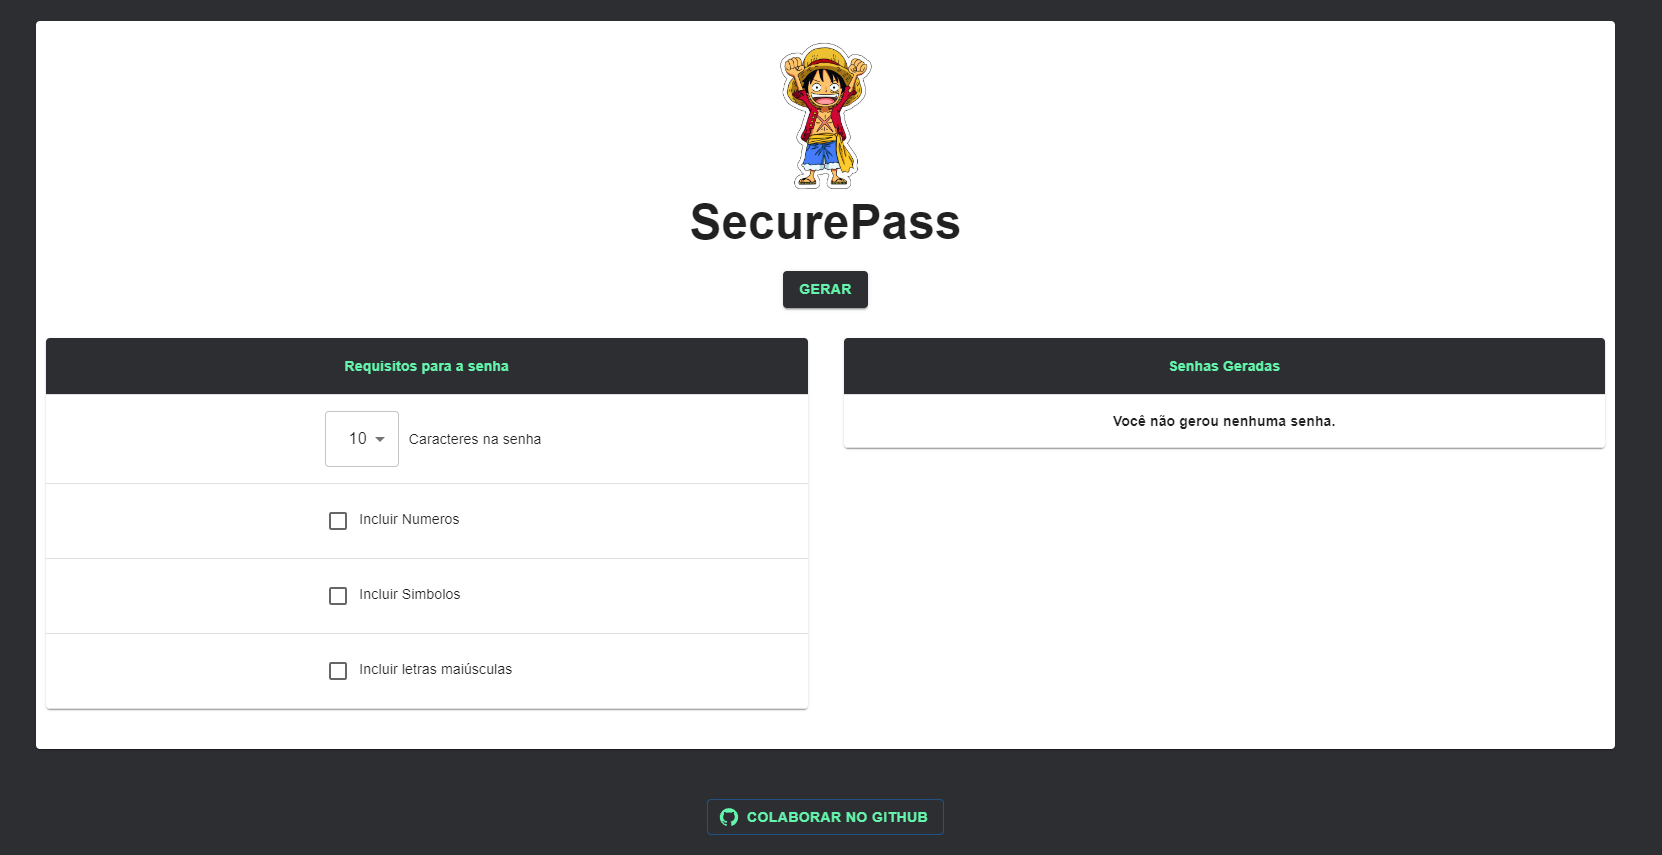 SecurePass
GERAR
Requisitos para a senha
10 Caracteres na senha
Incluir Numeros
Incluir Simbolos
Incluir letras maiúsculas
Senhas Geradas
Você não gerou nenhuma senha.
COLABORAR NO GITHUB